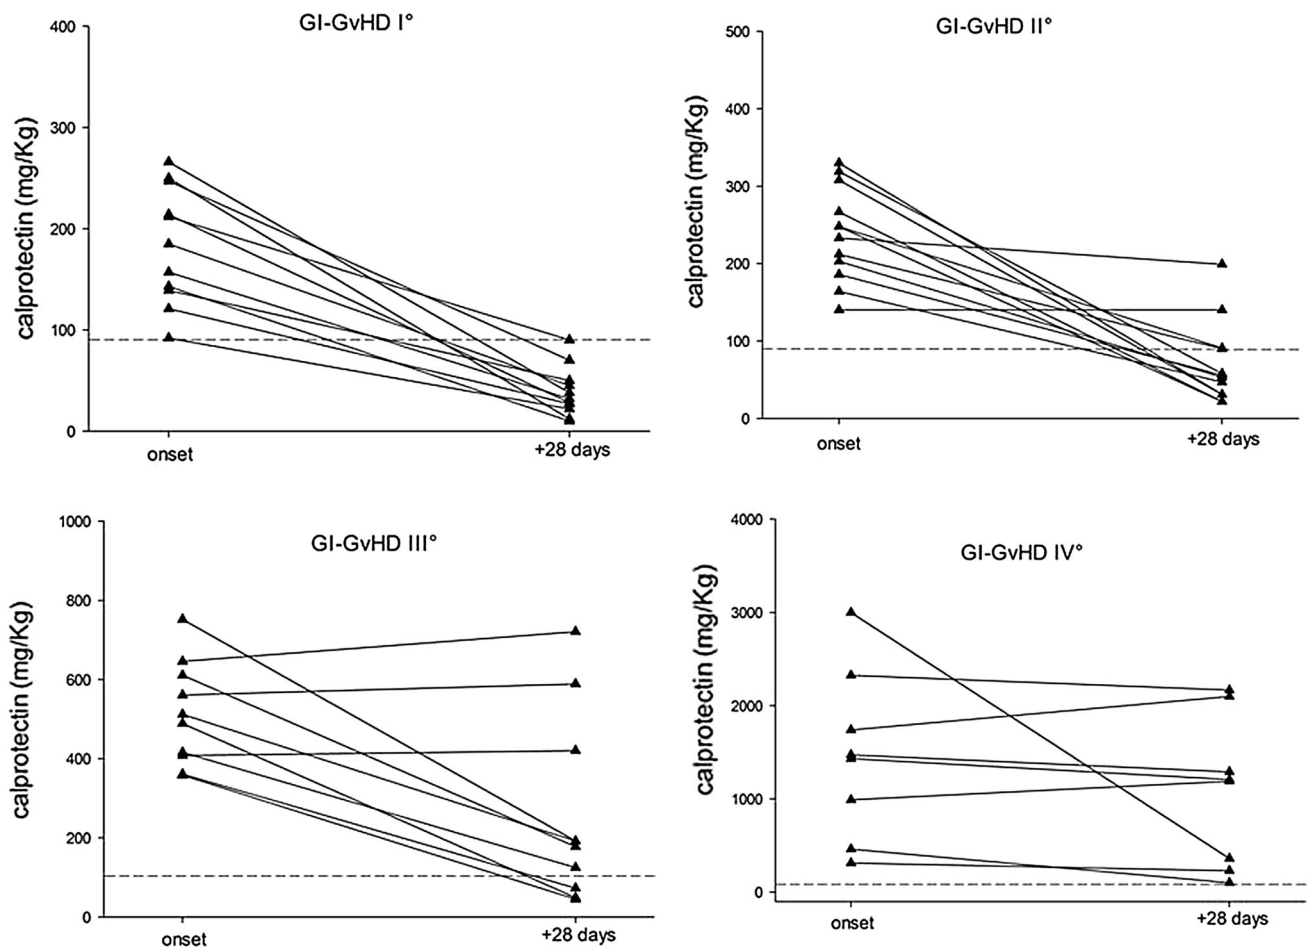 GI-GvHD I°
calprotectin (mg/Kg)
400
300
200
100
0
onset
+28 days
GI-GvHD II°
calprotectin (mg/Kg)
500
400
300
200
100
0
onset
+28 days
GI-GvHD III°
calprotectin (mg/Kg)
1000
800
600
400
200
0
onset
+28 days
GI-GvHD IV°
calprotectin (mg/Kg)
4000
3000
2000
1000
0
onset
+28 days